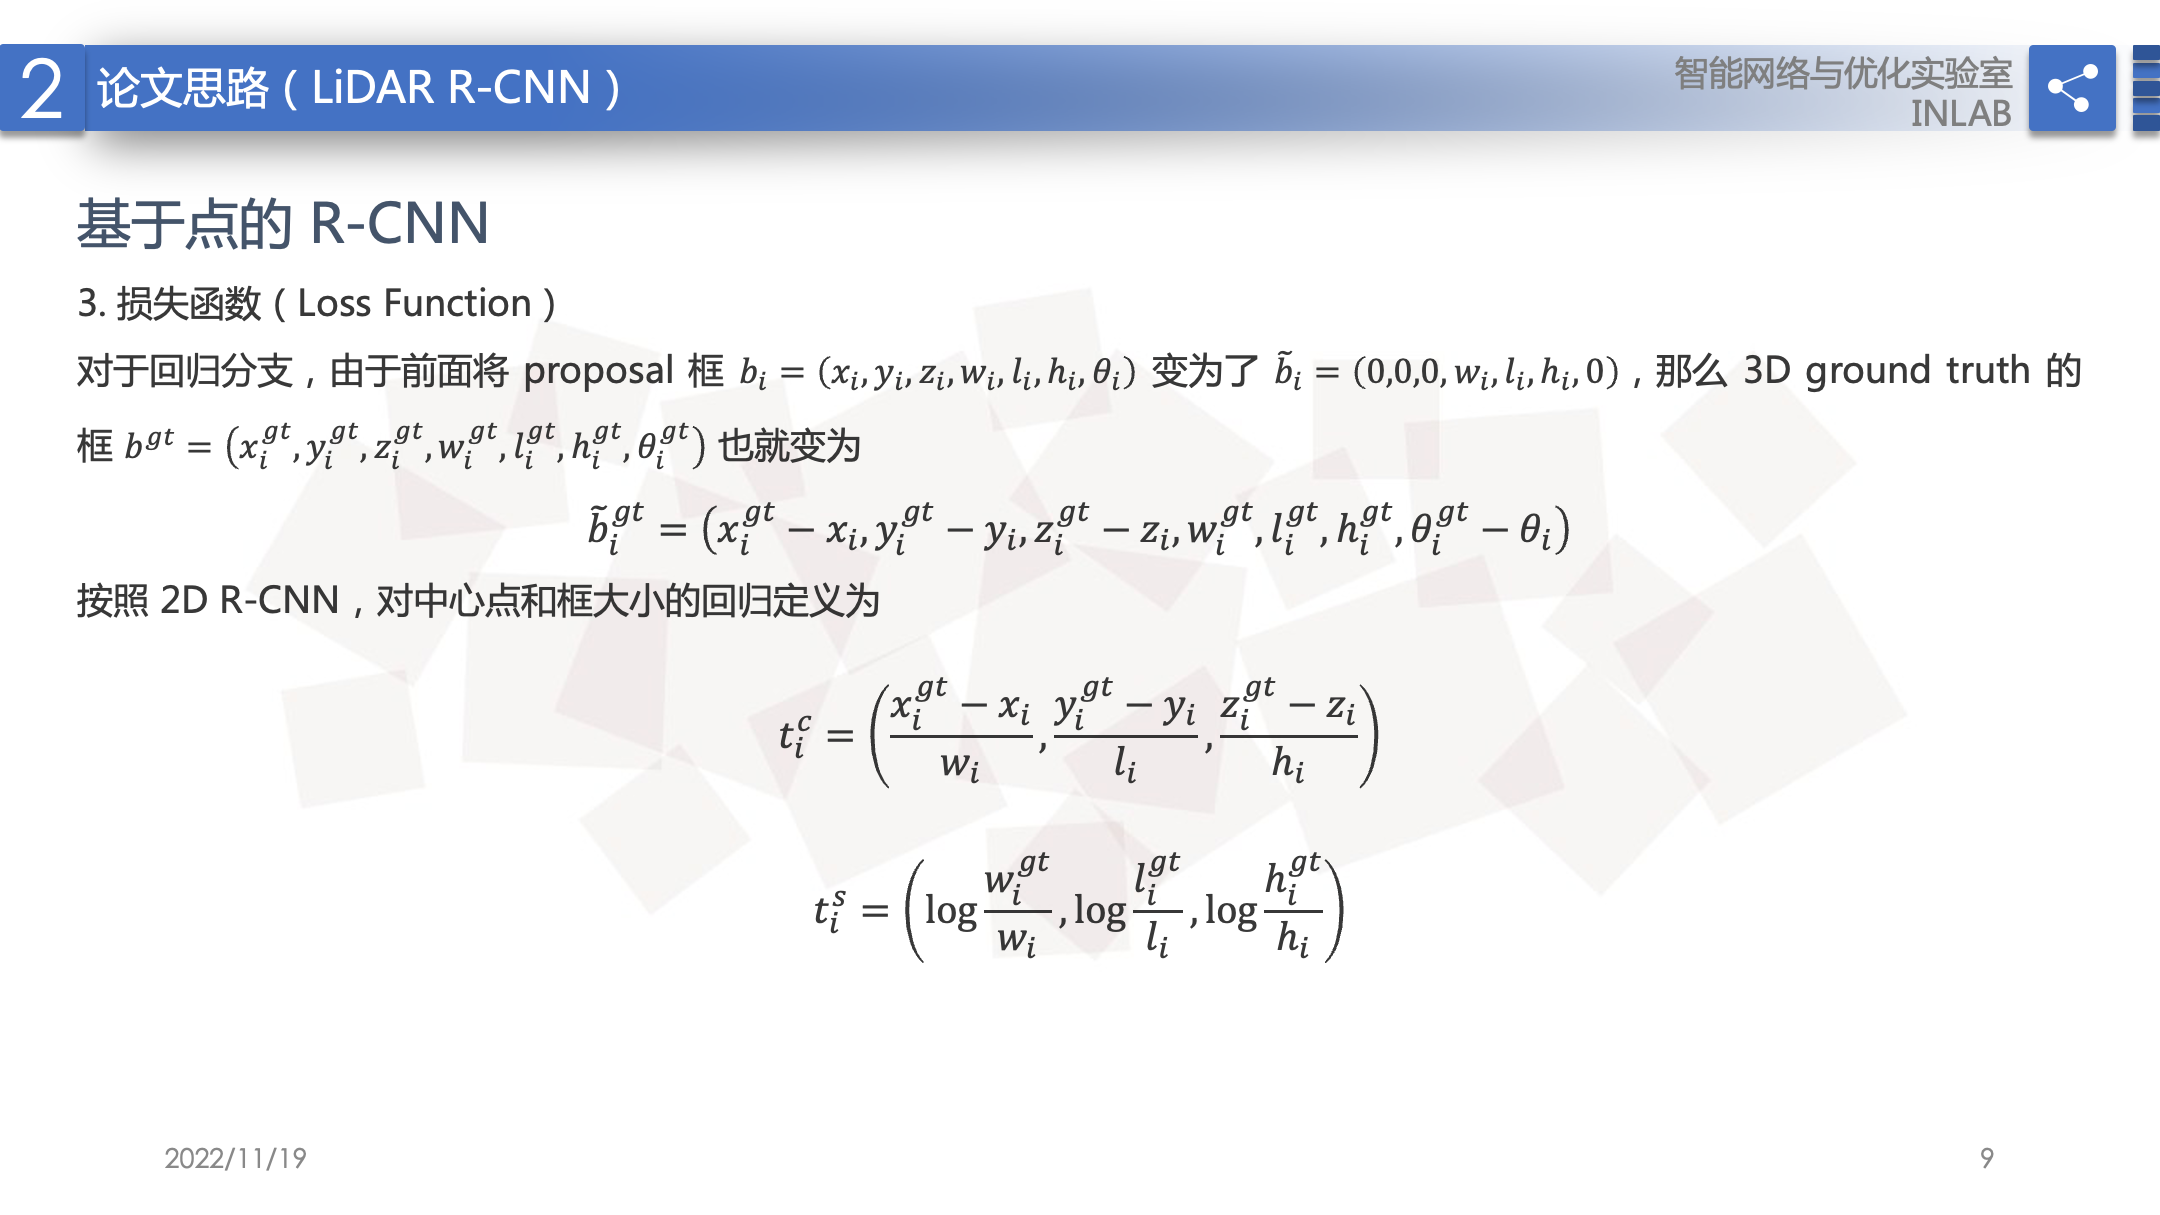 2
论文思路（LiDAR R-CNN）
智能网络与优化实验室
INLAB
基于点的 R-CNN
3. 损失函数（Loss Function）
对于回归分支，由于前面将 proposal 框 $b_i = (x_i, y_i, z_i, w_i, l_i, h_i, \theta_i)$ 变为了 $\tilde{b}_i = (0,0,0, w_i, l_i, h_i, 0)$，那么 3D ground truth 的
框 $b^{gt} = (x_i^{gt}, y_i^{gt}, z_i^{gt}, w_i^{gt}, l_i^{gt}, h_i^{gt}, \theta_i^{gt})$ 也就变为
$\tilde{b}_i^{gt} = (x_i^{gt} - x_i, y_i^{gt} - y_i, z_i^{gt} - z_i, w_i^{gt}, l_i^{gt}, h_i^{gt}, \theta_i^{gt} - \theta_i)$
按照 2D R-CNN，对中心点和框大小的回归定义为
$t_i^c = \left( \frac{x_i^{gt} - x_i}{w_i}, \frac{y_i^{gt} - y_i}{l_i}, \frac{z_i^{gt} - z_i}{h_i} \right)$
$t_i^s = \left( \log \frac{w_i^{gt}}{w_i}, \log \frac{l_i^{gt}}{l_i}, \log \frac{h_i^{gt}}{h_i} \right)$
2022/11/19
9